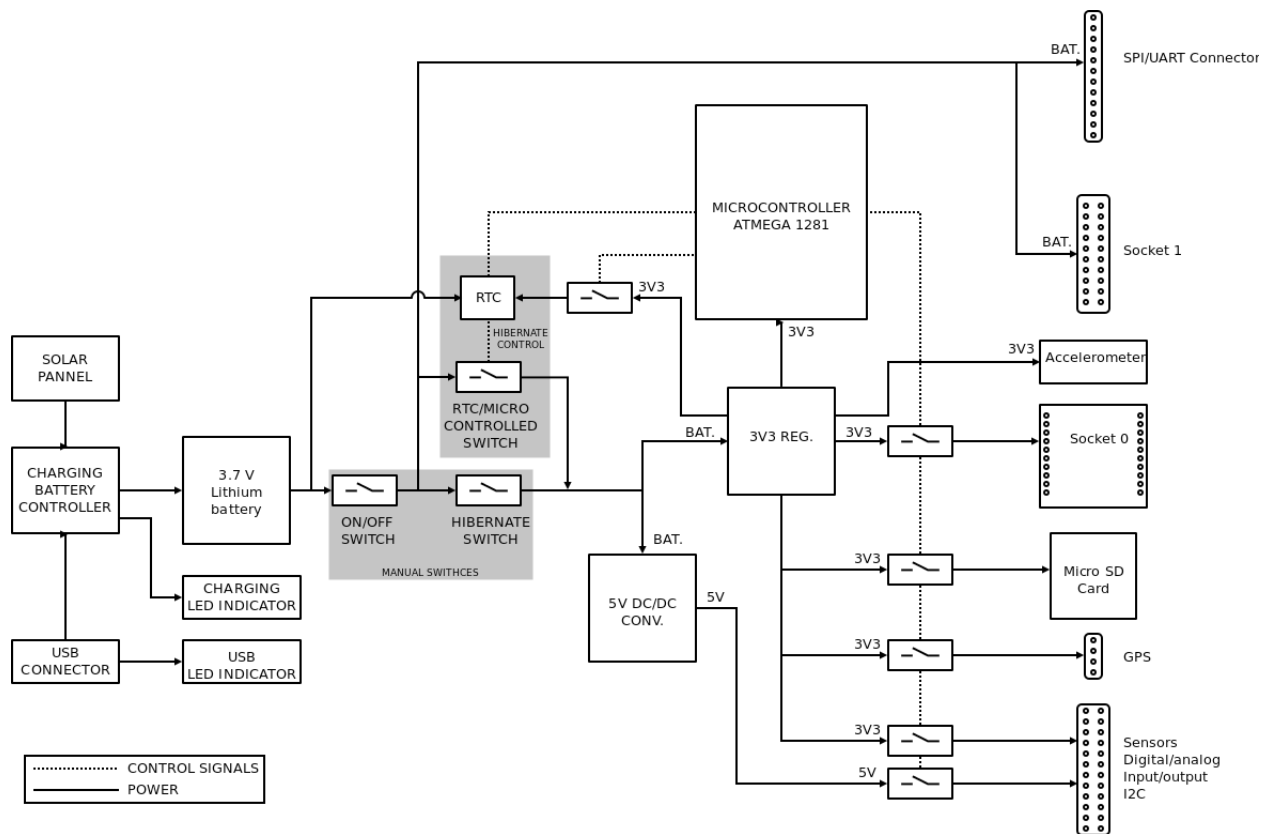 BAT.
SPI/UART Connector
MICROCONTROLLER
ATMEGA 1281
BAT.
Socket 1
RTC
3V3
HIBERNATE
CONTROL
3V3
SOLAR
PANNEL
3V3
Accelerometer
RTC/MICRO
CONTROLLED
SWITCH
BAT.
3V3 REG.
3V3
Socket 0
CHARGING
BATTERY
CONTROLLER
3.7 V
Lithium
battery
ON/OFF
SWITCH
HIBERNATE
SWITCH
MANUAL SWITHCES
BAT.
5V DC/DC
CONV.
5V
3V3
Micro SD
Card
CHARGING
LED INDICATOR
USB
CONNECTOR
USB
LED INDICATOR
3V3
GPS
3V3
5V
Sensors
Digital/analog
Input/output
I2C
CONTROL SIGNALS
POWER